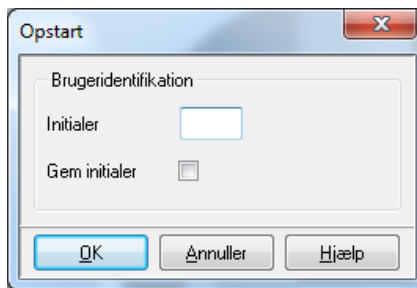 Opstart
Brugeridentifikation
Initialer
Gem initialer
OK
Annuller
Hjælp